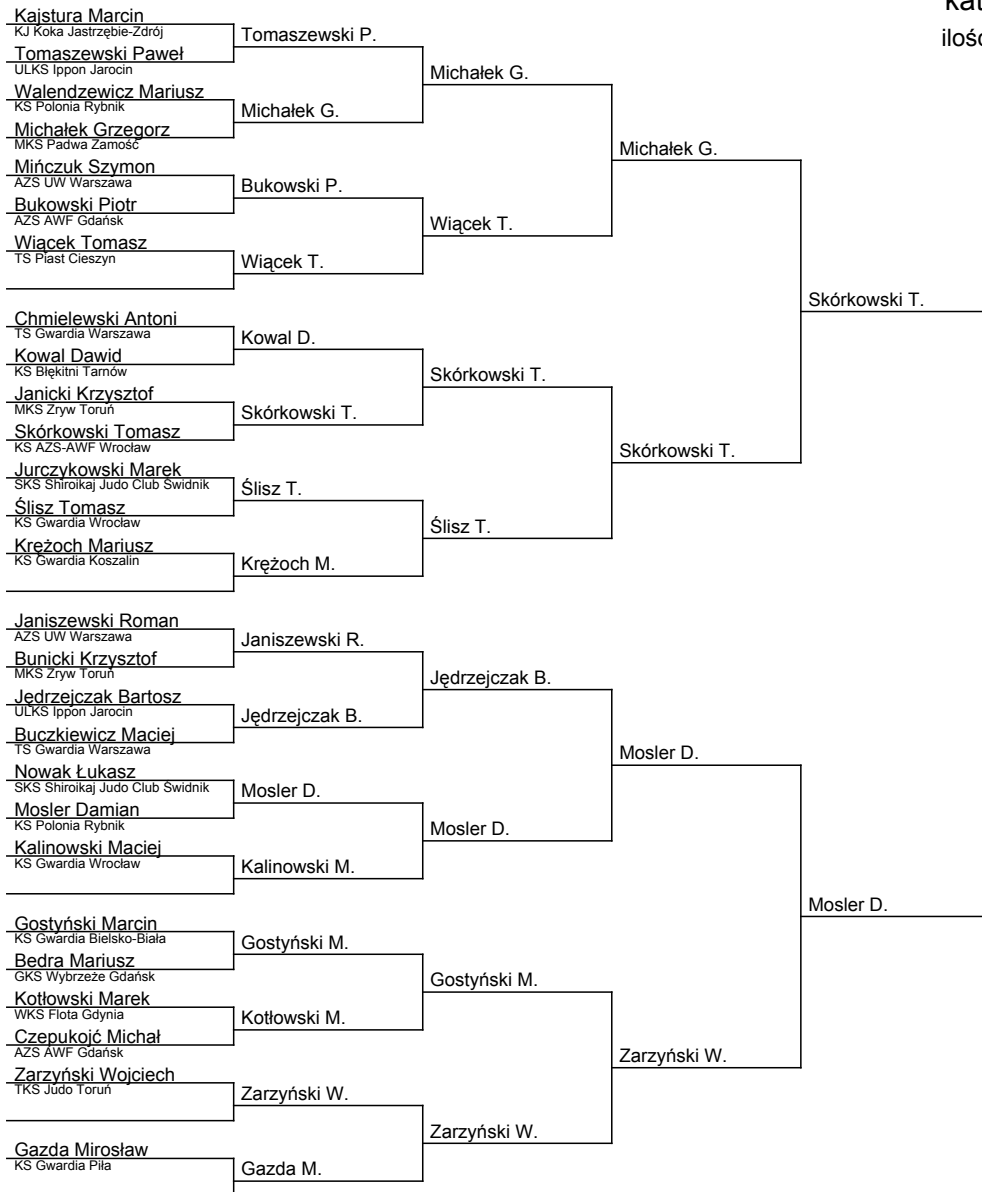 Kajstura Marcin
KJ Koka Jastrzębie-Zdrój
Tomaszewski Paweł
ULKS Ippon Jarocin
Walendzewicz Mariusz
KS Polonia Rybnik
Michałek Grzegorz
MKS Padwa Zamość
Mińczuk Szymon
AZS UW Warszawa
Bukowski Piotr
AZS AWF Gdańsk
Wiącek Tomasz
TS Piast Cieszyn
Chmielewski Antoni
TS Gwardia Warszawa
Kowal Dawid
KS Błękitni Tarnów
Janicki Krzysztof
MKS Zryw Toruń
Skórkowski Tomasz
KS AZS-AWF Wrocław
Jurczykowski Marek
SKS Shiroikaj Judo Club Świdnik
Ślisz Tomasz
KS Gwardia Wrocław
Krężoch Mariusz
KS Gwardia Koszalin
Janiszewski Roman
AZS UW Warszawa
Bunicki Krzysztof
MKS Zryw Toruń
Jędrzejczak Bartosz
ULKS Ippon Jarocin
Buczkiewicz Maciej
TS Gwardia Warszawa
Nowak Łukasz
SKS Shiroikaj Judo Club Świdnik
Mosler Damian
KS Polonia Rybnik
Kalinowski Maciej
KS Gwardia Wrocław
Gostyński Marcin
KS Gwardia Bielsko-Biała
Bedra Mariusz
GKS Wybrzeże Gdańsk
Kotłowski Marek
WKS Flota Gdynia
Czepukojć Michał
AZS AWF Gdańsk
Zarzyński Wojciech
TKS Judo Toruń
Gazda Mirosław
KS Gwardia Piła
Tomaszewski P.
Michałek G.
Bukowski P.
Wiącek T.
Kowal D.
Skórkowski T.
Ślisz T.
Krężoch M.
Janiszewski R.
Jędrzejczak B.
Mosler D.
Kalinowski M.
Gostyński M.
Kotłowski M.
Zarzyński W.
Gazda M.
Michałek G.
Wiącek T.
Skórkowski T.
Ślisz T.
Jędrzejczak B.
Mosler D.
Gostyński M.
Zarzyński W.
Michałek G.
Skórkowski T.
Mosler D.
Zarzyński W.
Skórkowski T.
Mosler D.